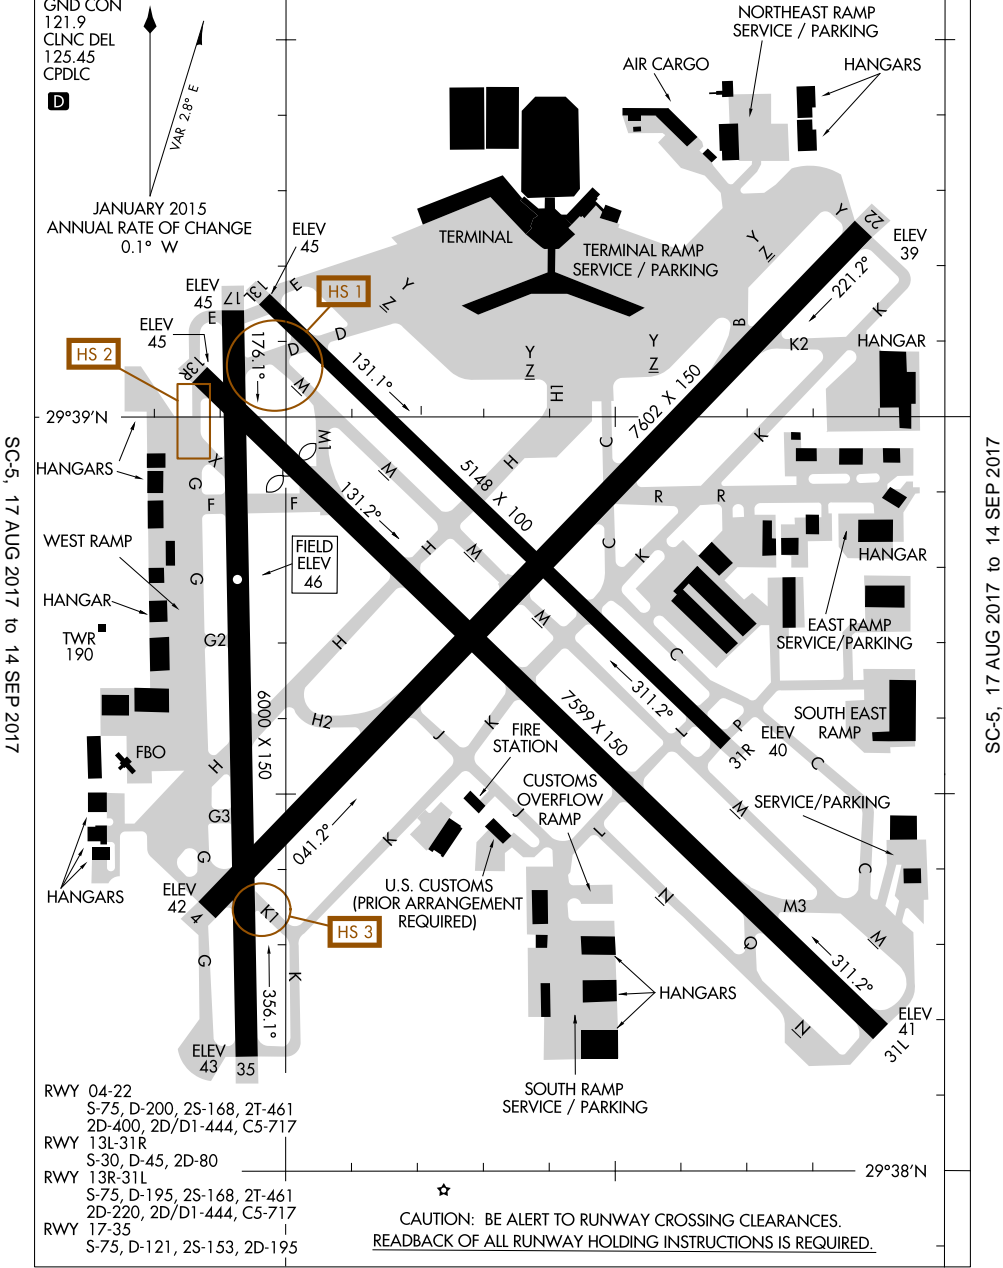 GND CON
121.9
CLNC DEL
125.45
CPDLC
D
VAR 2.8° E
JANUARY 2015
ANNUAL RATE OF CHANGE
0.1° W
NORTHEAST RAMP
SERVICE / PARKING
AIR CARGO
HANGARS
TERMINAL
TERMINAL RAMP
SERVICE / PARKING
ELEV
45
ELEV
45
ELEV
45
ELEV
39
HS 1
HS 2
17
13L
13R
22
E
E
D
D
M
Y
Z
Y
Z
Y
Z
Y
Z
Y
B
K
K2
HANGAR
176.1°
131.1°
221.2°
7602 X 150
29°39'N
HANGARS
X
G
F
F
M1
M
H
H
C
K
5148 X 100
R
R
131.2°
H
M
C
K
WEST RAMP
FIELD
ELEV
46
G
HANGAR
HANGAR
TWR
190
G2
H
M
C
EAST RAMP
SERVICE/PARKING
311.2°
6000 X 150
H2
K
J
7599 X 150
J
P
31R
ELEV
40
SOUTH EAST
RAMP
FIRE
STATION
FBO
H
C
CUSTOMS
OVERFLOW
RAMP
SERVICE/PARKING
G3
041.2°
K
J
L
M
G
C
HANGARS
ELEV
42
4
U.S. CUSTOMS
(PRIOR ARRANGEMENT
REQUIRED)
K1
HS 3
N
M3
Q
M
G
K
356.1°
311.2°
HANGARS
N
ELEV
41
31L
ELEV
43
35
SOUTH RAMP
SERVICE / PARKING
RWY 04-22
S-75, D-200, 2S-168, 2T-461
2D-400, 2D/D1-444, C5-717
RWY 13L-31R
S-30, D-45, 2D-80
RWY 13R-31L
S-75, D-195, 2S-168, 2T-461
2D-220, 2D/D1-444, C5-717
RWY 17-35
S-75, D-121, 2S-153, 2D-195
29°38'N
CAUTION: BE ALERT TO RUNWAY CROSSING CLEARANCES.
READBACK OF ALL RUNWAY HOLDING INSTRUCTIONS IS REQUIRED.
SC-5, 17 AUG 2017 to 14 SEP 2017
SC-5, 17 AUG 2017 to 14 SEP 2017